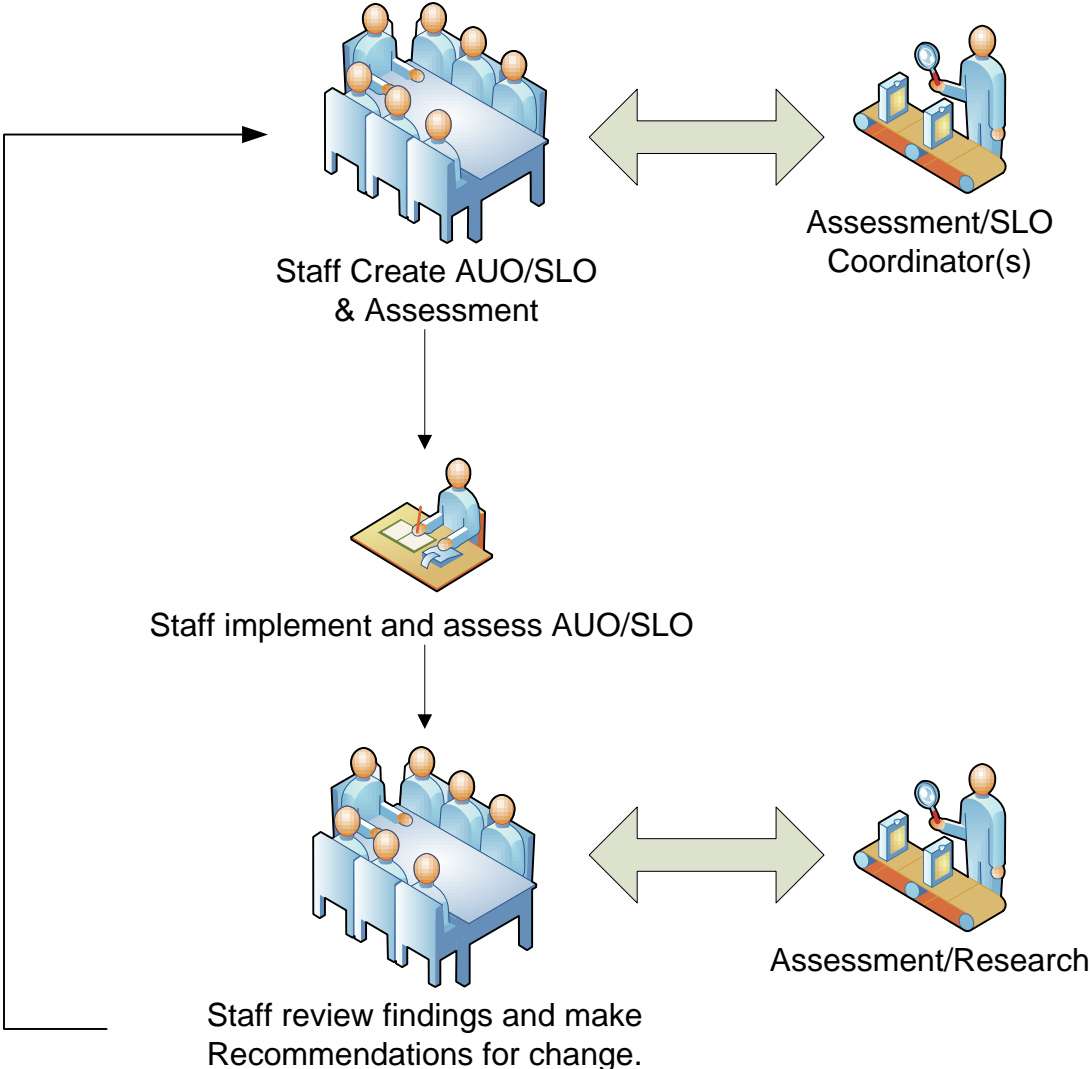 Staff Create AUO/SLO
& Assessment
Assessment/SLO
Coordinator(s)
Staff implement and assess AUO/SLO
Assessment/Research
Staff review findings and make
Recommendations for change.